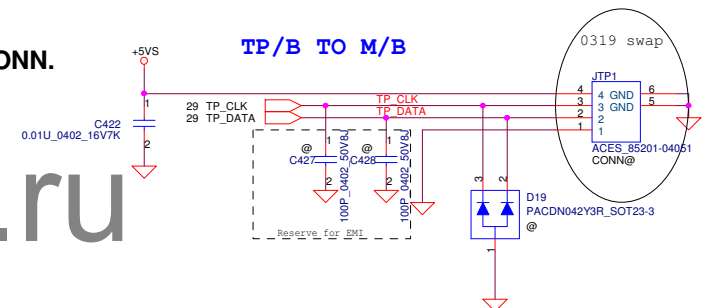 ONN.
TP/B TO M/B
0319 swap
+5VS
JTP1
4 GND
3 GND
2
1
4
3
2
1
6
5
29 TP_CLK
29 TP_DATA
TP_CLK
TP_DATA
C422
0.01U_0402_16V7K
1
2
@
C427
1
2
100P_0402_50V8J
@
C428
1
2
100P_0402_50V8J
Reserve for EMI
ACES_85201-04051
CONN@
3
2
1
D19
PACDN042Y3R_SOT23-3
@
.ru